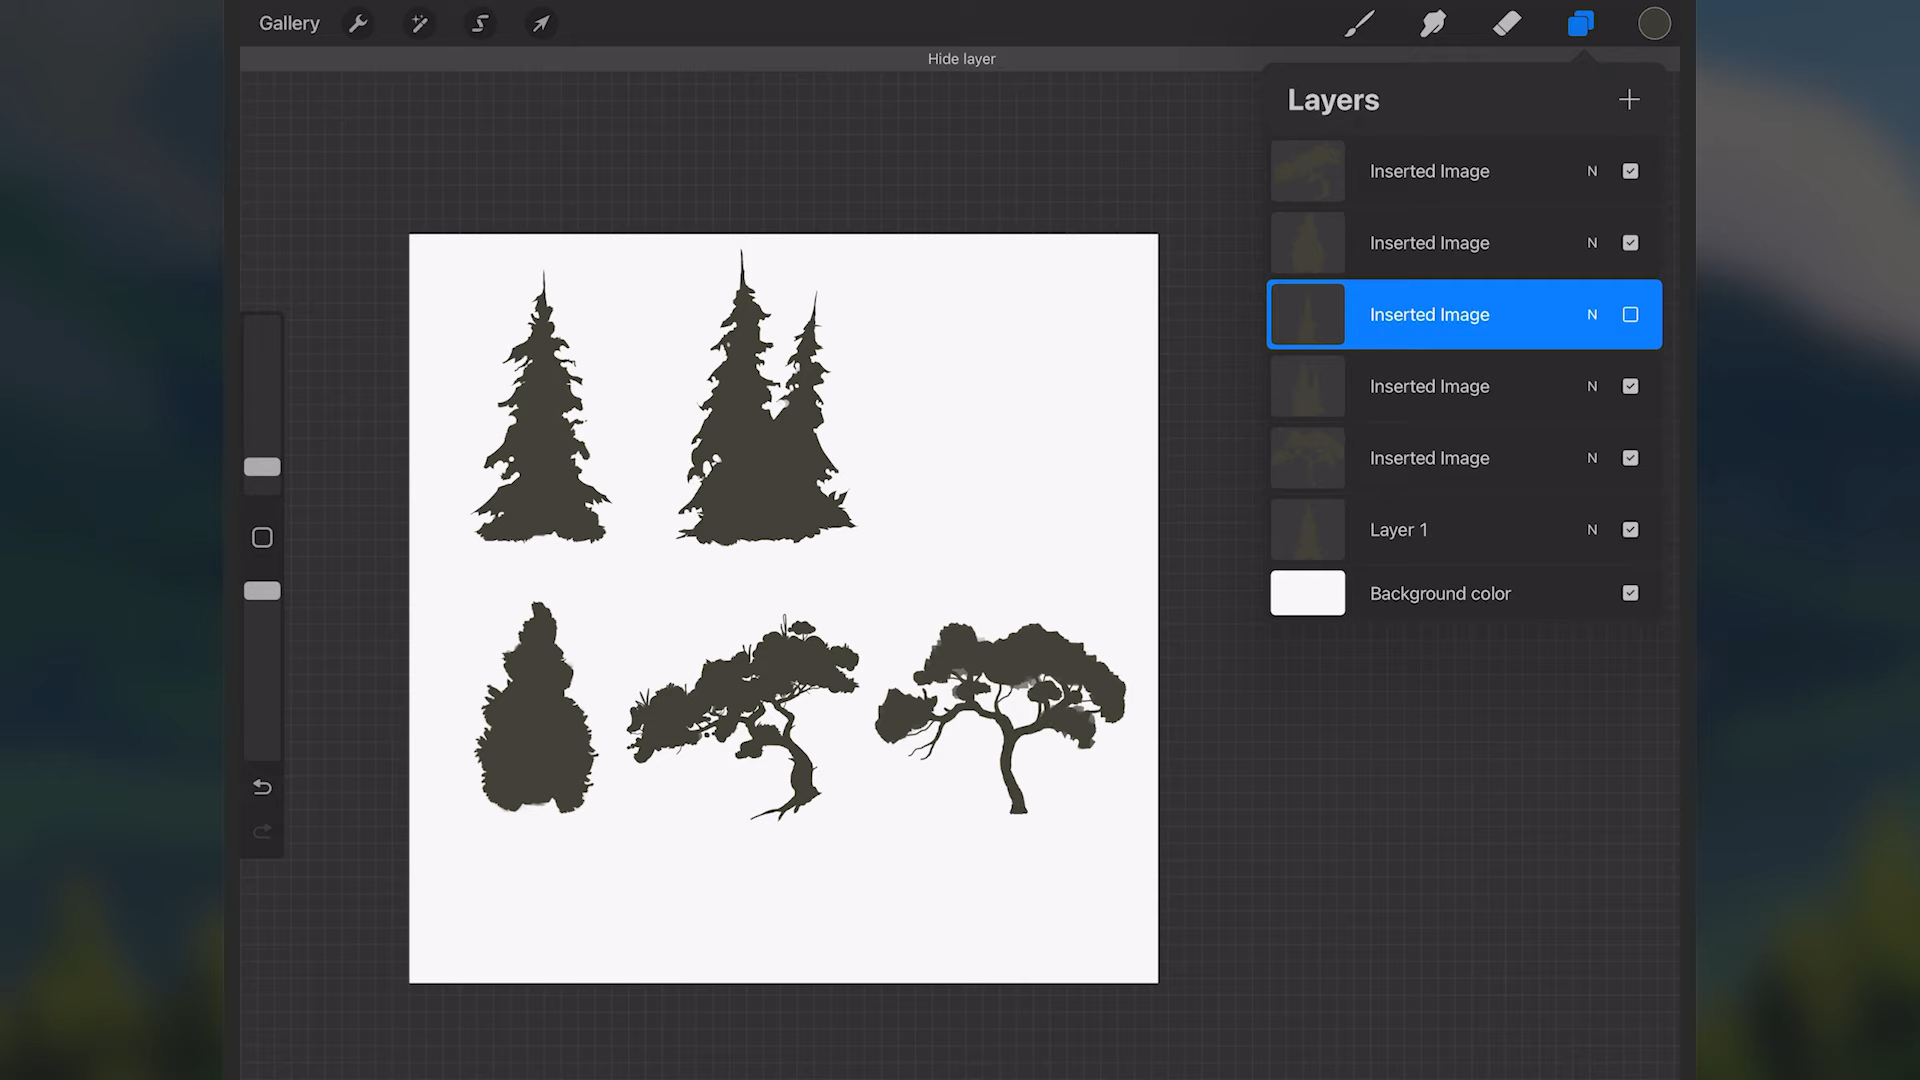 Gallery
Hide layer
Layers
Inserted Image N
Inserted Image N
Inserted Image N
Inserted Image N
Inserted Image N
Layer 1 N
Background color